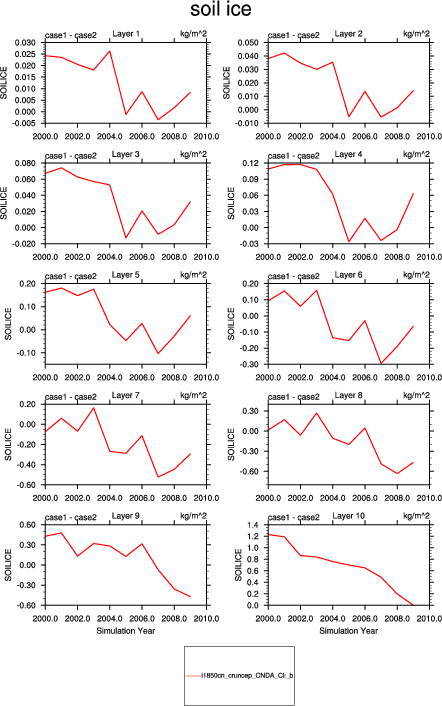 soil ice
case1 - case2 Layer 1 kg/m^2
0.030
0.025
0.020
0.015
0.010
0.005
0.000
-0.005
SOILICE
2000.0 2002.0 2004.0 2006.0 2008.0 2010.0
case1 - case2 Layer 2 kg/m^2
0.050
0.040
0.030
0.020
0.010
0.000
-0.010
SOILICE
2000.0 2002.0 2004.0 2006.0 2008.0 2010.0
case1 - case2 Layer 3 kg/m^2
0.080
0.060
0.040
0.020
0.000
-0.020
SOILICE
2000.0 2002.0 2004.0 2006.0 2008.0 2010.0
case1 - case2 Layer 4 kg/m^2
0.12
0.09
0.06
0.03
0.00
-0.03
SOILICE
2000.0 2002.0 2004.0 2006.0 2008.0 2010.0
case1 - case2 Layer 5 kg/m^2
0.20
0.10
0.00
-0.10
SOILICE
2000.0 2002.0 2004.0 2006.0 2008.0 2010.0
case1 - case2 Layer 6 kg/m^2
0.20
0.10
0.00
-0.10
-0.20
-0.30
SOILICE
2000.0 2002.0 2004.0 2006.0 2008.0 2010.0
case1 - case2 Layer 7 kg/m^2
0.20
0.00
-0.20
-0.40
-0.60
SOILICE
2000.0 2002.0 2004.0 2006.0 2008.0 2010.0
case1 - case2 Layer 8 kg/m^2
0.30
0.00
-0.30
-0.60
SOILICE
2000.0 2002.0 2004.0 2006.0 2008.0 2010.0
case1 - case2 Layer 9 kg/m^2
0.60
0.30
0.00
-0.30
-0.60
SOILICE
2000.0 2002.0 2004.0 2006.0 2008.0 2010.0
Simulation Year
case1 - case2 Layer 10 kg/m^2
1.4
1.2
1.0
0.8
0.6
0.4
0.2
0.0
SOILICE
2000.0 2002.0 2004.0 2006.0 2008.0 2010.0
Simulation Year
I1850cn_cruncep_CNDA_Cli_b